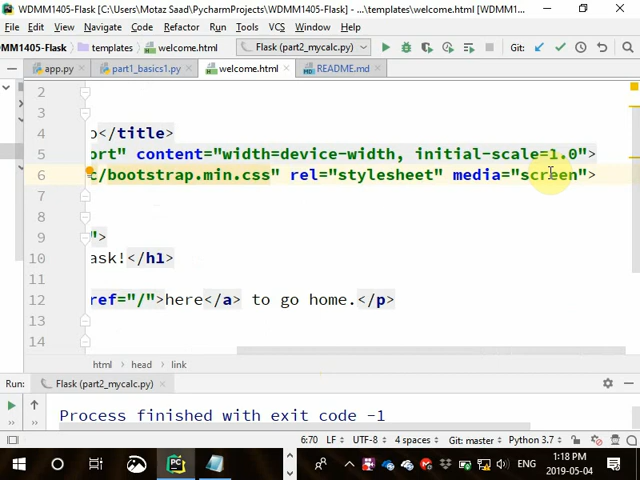 WDMM1405-Flask [C:\Users\Motaz Saad\PycharmProjects\WDMM1405-Flask] - ...\templates\welcome.html [WDMM1...
File Edit View Navigate Code Refactor Run Tools VCS Window Help
DMM1405-Flask templates welcome.html Flask (part2_mycalc.py) Git:
app.py part1_basics1.py welcome.html README.md
2
3
4 o</title>
5 ort" content="width=device-width, initial-scale=1.0">
6 c/bootstrap.min.css" rel="stylesheet" media="screen">
7
8
9 ">
10 ask!</h1>
11
12 ref="/">here</a> to go home.</p>
13
14
html head link
Run: Flask (part2_mycalc.py)
Process finished with exit code -1
6:70 LF UTF-8 4 spaces Git: master Python 3.7
ENG 1:18 PM
2019-05-04